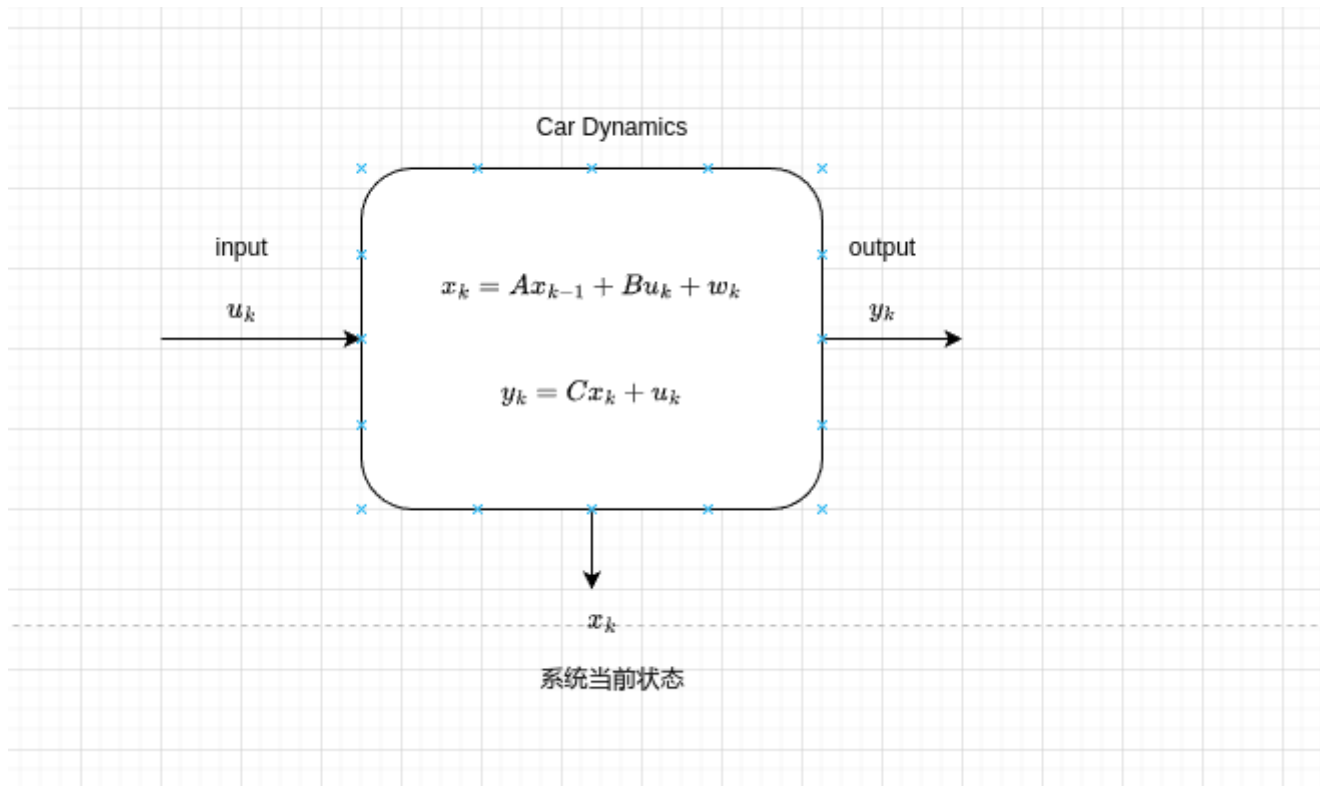 Car Dynamics
input
output
u_k
x_k = Ax_{k-1} + Bu_k + w_k
y_k
y_k = Cx_k + u_k
x_k
系统当前状态